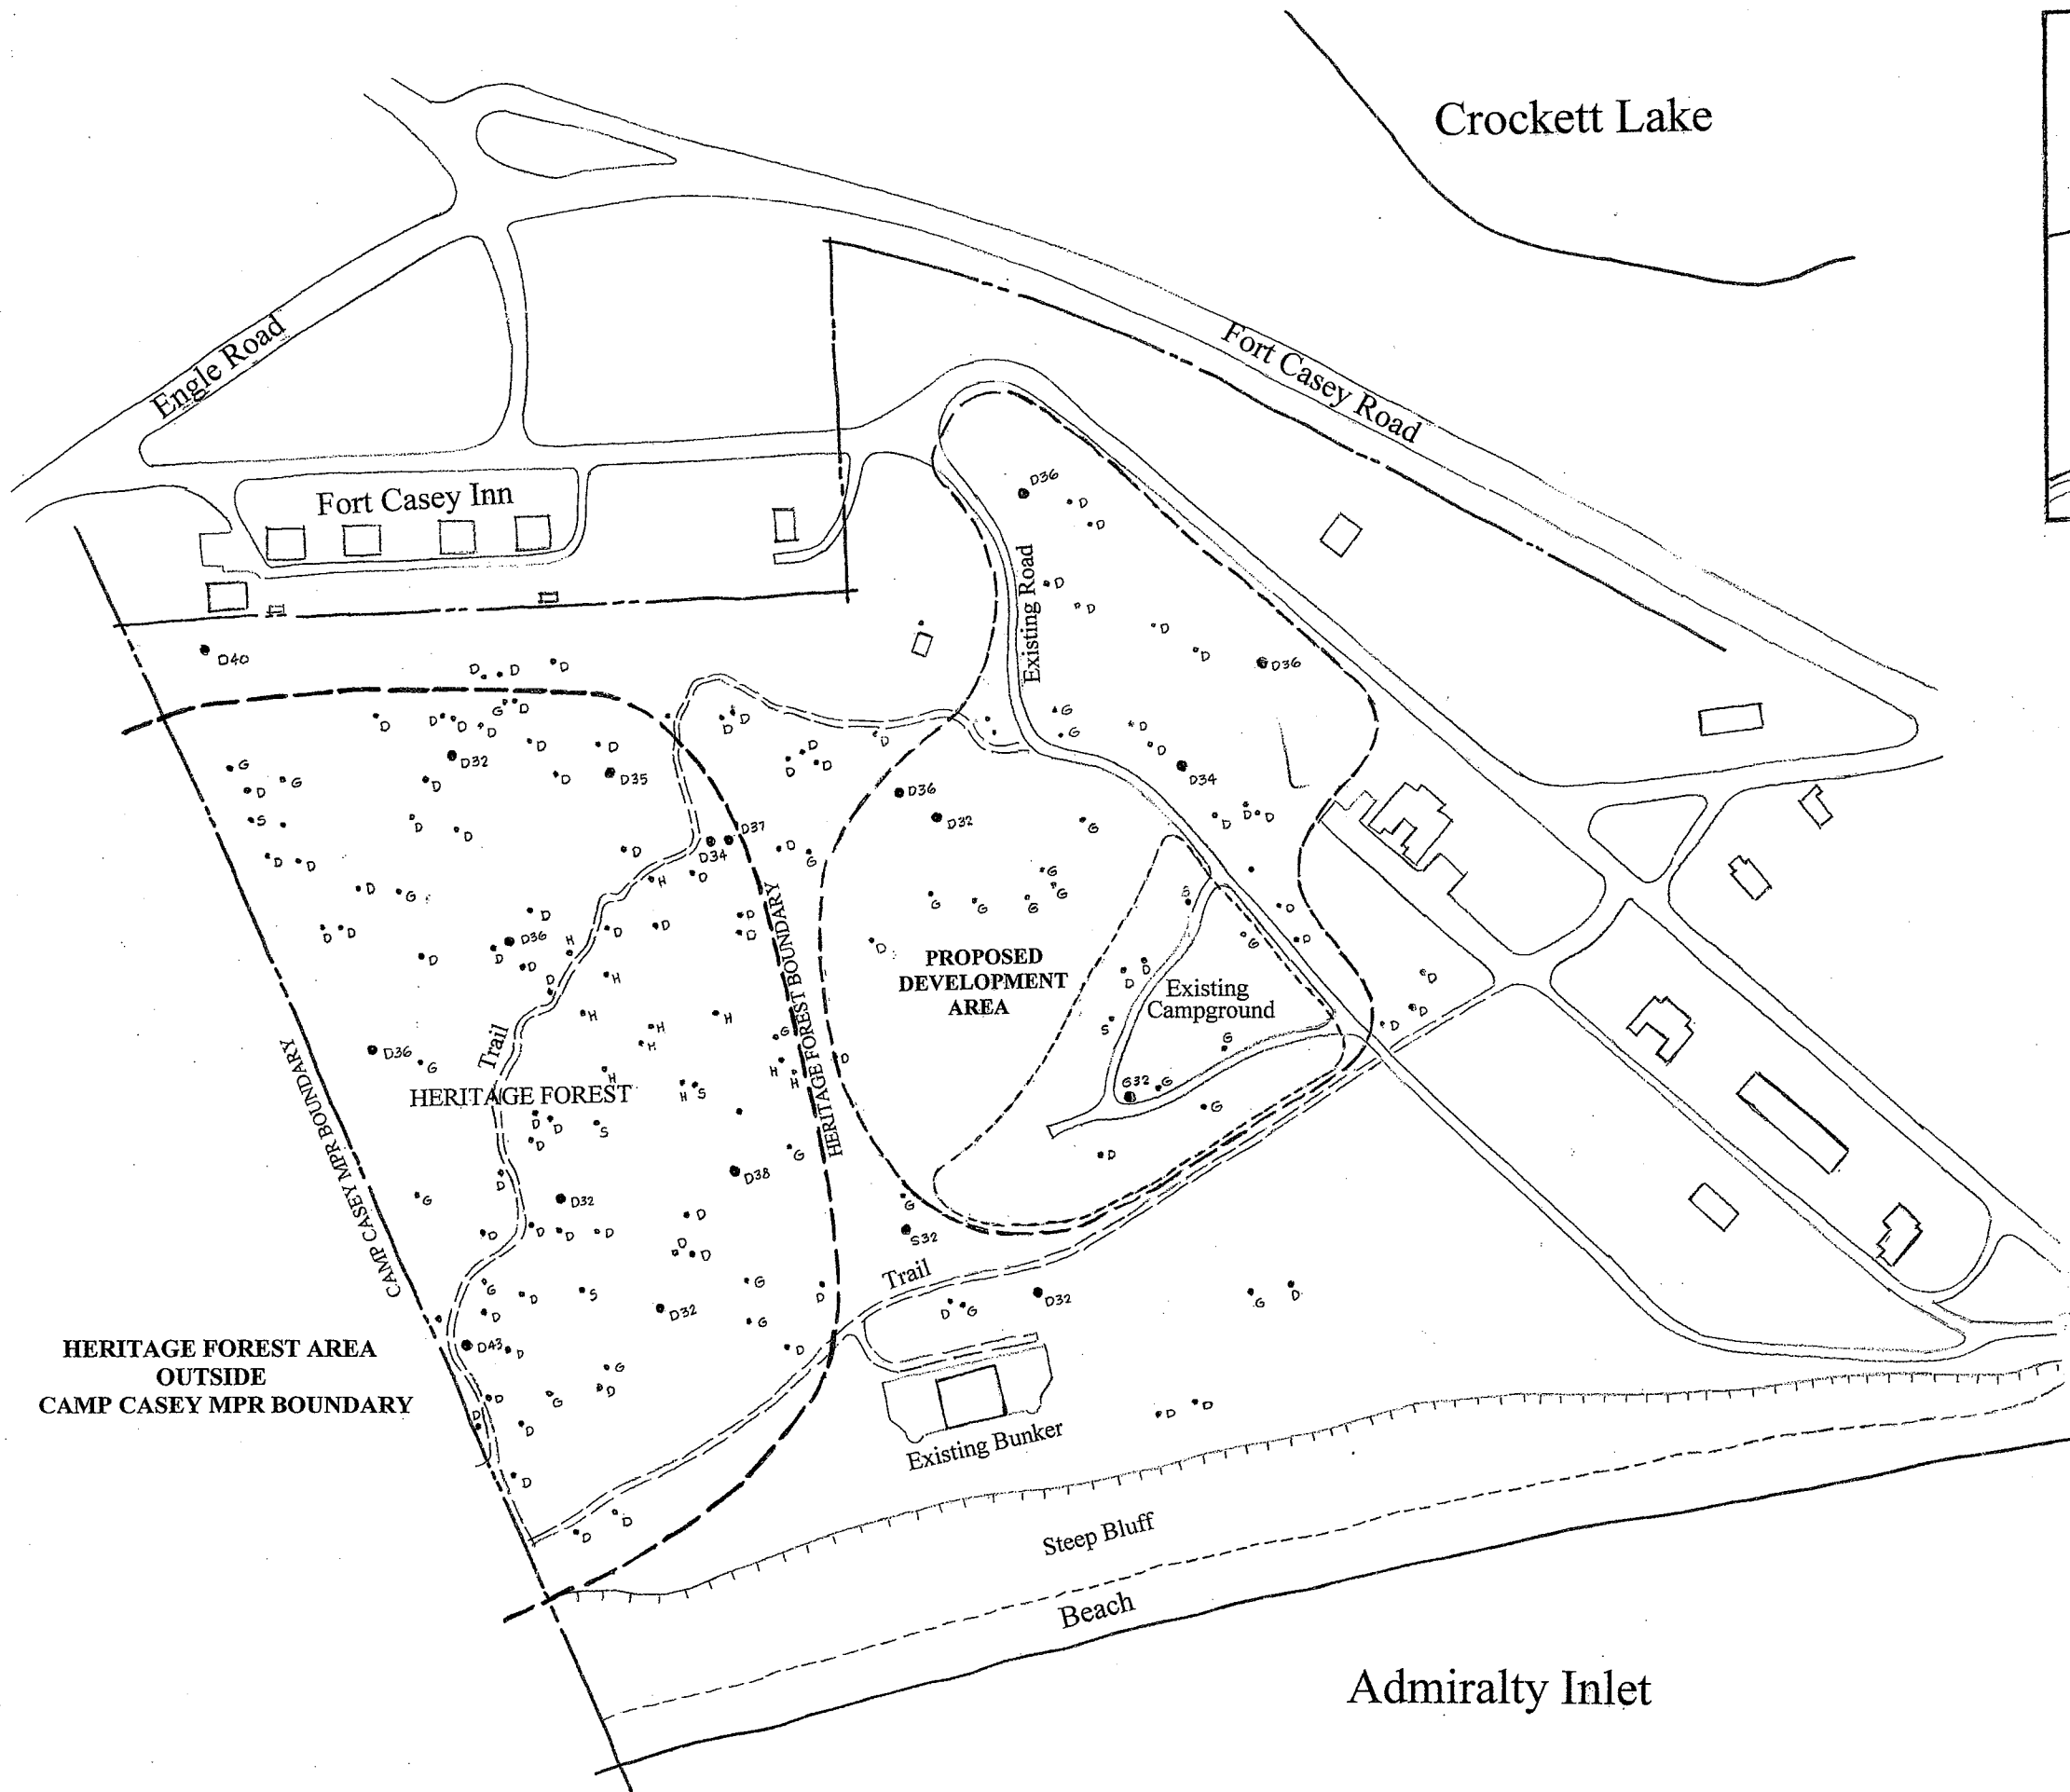 Crockett Lake
Engle Road
Fort Casey Road
Fort Casey Inn
Existing Road
D36
D
D
D
D
D
D
D36
D40
D
D
D
G
G
D
D
D34
D
D
D
D
D
D
G
D
D
D
D
D
D32
D
D35
D
D
D
D
D
D
D
D
G
G
D
S
D
D
D
G
D
D
D36
D32
G
D37
D34
D
G
H
D
HERITAGE FOREST BOUNDARY
G
G
G
G
G
G
D
PROPOSED
DEVELOPMENT
AREA
G
D
D
D
D
S
Existing
Campground
G
G32
G
G
D
D
D
D
D
D
D
D
D36
D
D
H
D
D
D
D
D
H
H
H
H
H
G
H
H
D
Trail
D36
G
HERITAGE FOREST
H
H
S
D
D
S
D
G
D38
D
G
D32
D
D
D
D
D
D
D
G
S32
CAMP CASEY MPR BOUNDARY
G
D
S
D
D32
G
G
D
D
Trail
D
G
D32
G
D
D43
D
HERITAGE FOREST AREA
OUTSIDE
CAMP CASEY MPR BOUNDARY
G
D
G
D
D
D
D
D
D
D
D
Existing Bunker
Steep Bluff
Beach
Admiralty Inlet